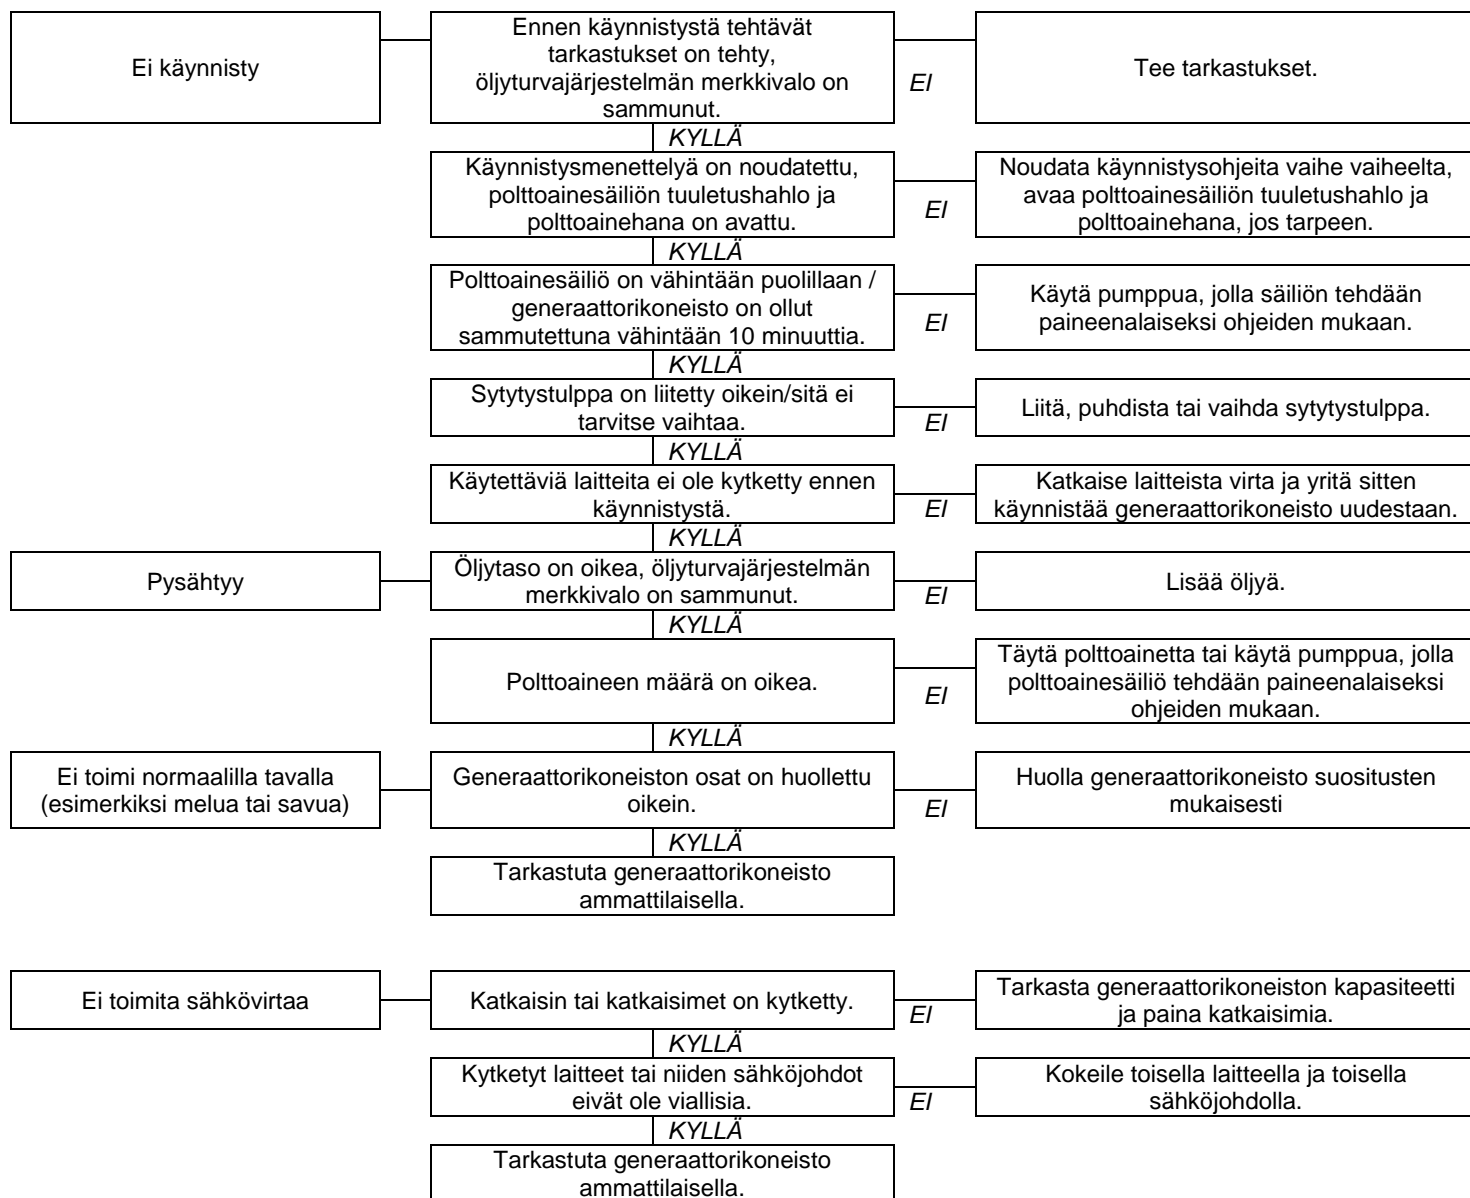 Ei käynnisty
Ennen käynnistystä tehtävät
tarkastukset on tehty,
öljyturvajärjestelmän merkkivalo on
sammunut.
EI
Tee tarkastukset.
KYLLÄ
Käynnistysmenettelyä on noudatettu,
polttoainesäiliön tuuletushahlo ja
polttoainehana on avattu.
EI
Noudata käynnistysohjeita vaihe vaiheelta,
avaa polttoainesäiliön tuuletushahlo ja
polttoainehana, jos tarpeen.
KYLLÄ
Polttoainesäiliö on vähintään puolillaan /
generaattorikoneisto on ollut
sammutettuna vähintään 10 minuuttia.
EI
Käytä pumppua, jolla säiliön tehdään
paineenalaiseksi ohjeiden mukaan.
KYLLÄ
Sytytystulppa on liitetty oikein/sitä ei
tarvitse vaihtaa.
EI
Liitä, puhdista tai vaihda sytytystulppa.
KYLLÄ
Käytettäviä laitteita ei ole kytketty ennen
käynnistystä.
EI
Katkaise laitteista virta ja yritä sitten
käynnistää generaattorikoneisto uudestaan.
KYLLÄ
Pysähtyy
Öljytaso on oikea, öljyturvajärjestelmän
merkkivalo on sammunut.
EI
Lisää öljyä.
KYLLÄ
Polttoaineen määrä on oikea.
EI
Täytä polttoainetta tai käytä pumppua, jolla
polttoainesäiliö tehdään paineenalaiseksi
ohjeiden mukaan.
KYLLÄ
Ei toimi normaalilla tavalla
(esimerkiksi melua tai savua)
Generaattorikoneiston osat on huollettu
oikein.
EI
Huolla generaattorikoneisto suositusten
mukaisesti
KYLLÄ
Tarkastuta generaattorikoneisto
ammattilaisella.
Ei toimita sähkövirtaa
Katkaisin tai katkaisimet on kytketty.
EI
Tarkasta generaattorikoneiston kapasiteetti
ja paina katkaisimia.
KYLLÄ
Kytketyt laitteet tai niiden sähköjohdot
eivät ole viallisia.
EI
Kokeile toisella laitteella ja toisella
sähköjohdolla.
KYLLÄ
Tarkastuta generaattorikoneisto
ammattilaisella.